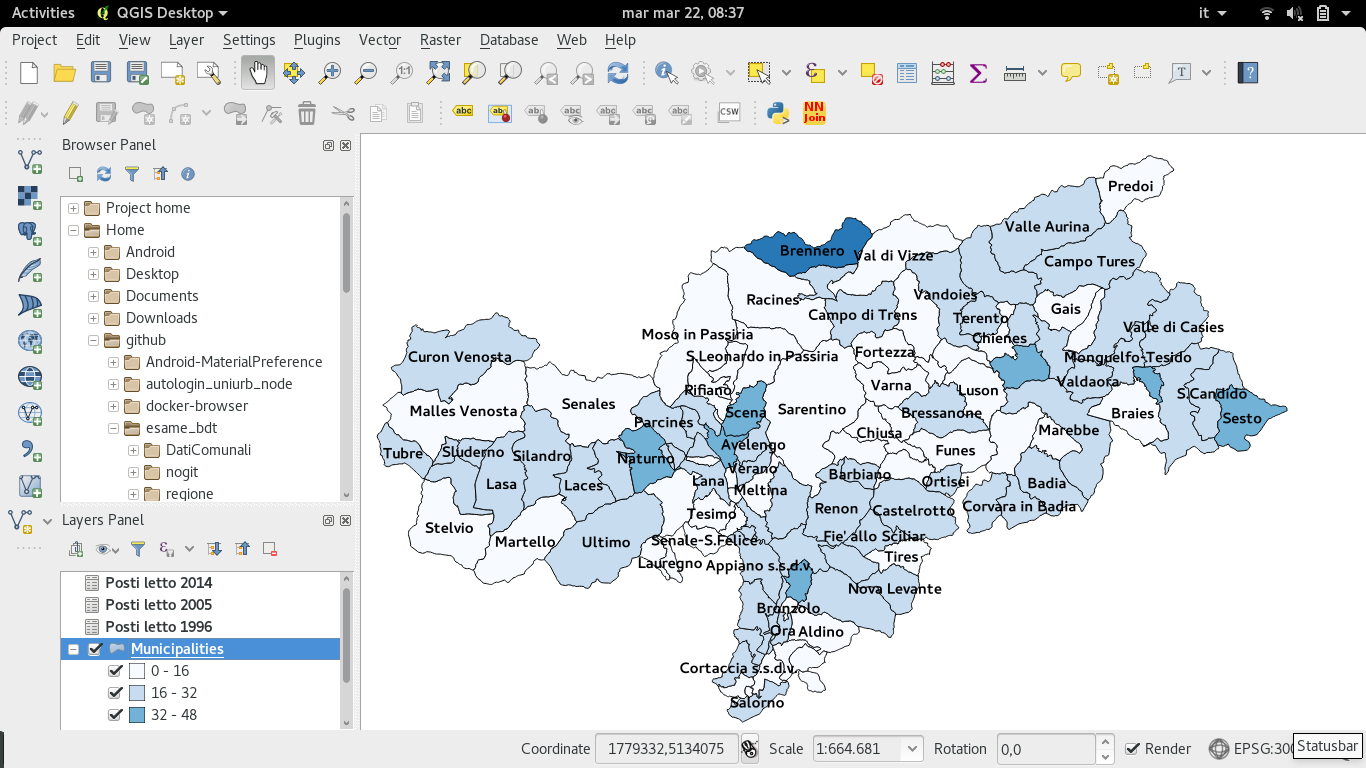 Activities QGIS Desktop mar mar 22, 08:37 it
Project Edit View Layer Settings Plugins Vector Raster Database Web Help
abc abc abc abc abc abc abc CSW NN Join
Browser Panel
Project home
Home
Android
Desktop
Documents
Downloads
github
Android-MaterialPreference
autologin_uniurb_node
docker-browser
esame_bdt
DatiComunali
nogit
regione
Layers Panel
Posti letto 2014
Posti letto 2005
Posti letto 1996
Municipalities
0 - 16
16 - 32
32 - 48
Predoi
Valle Aurina
Brennero
Val di Vizze
Campo Tures
Racines
Vandoies
Gais
Campo di Trens
Terento
Valle di Casies
Moso in Passiria
Chienes
Curon Venosta
S.Leonardo in Passiria
Fortezza
Monguelfo-Tesido
Rifiano
Varna
Luson
Valdaora
S.Candido
Malles Venosta
Senales
Scena
Sarentino
Bressanone
Braies
Sesto
Parcines
Chiusa
Marebbe
Tubre
Sluderno
Silandro
Naturno
Avelengo
Funes
Lasa
Laces
Lana
Verano
Barbiano
Ortisei
Badia
Meltina
Stelvio
Tesimo
Renon
Castelrotto
Corvara in Badia
Martello
Ultimo
Senale-S.Felice
Fie' allo Sciliar
Lauregno
Appiano s.s.d.v.
Tires
Nova Levante
Bronzolo
Ora
Aldino
Cortaccia s.s.d.v.
Salorno
Coordinate 1779332,5134075 Scale 1:664.681 Rotation 0,0 Render EPSG:300
Statusbar